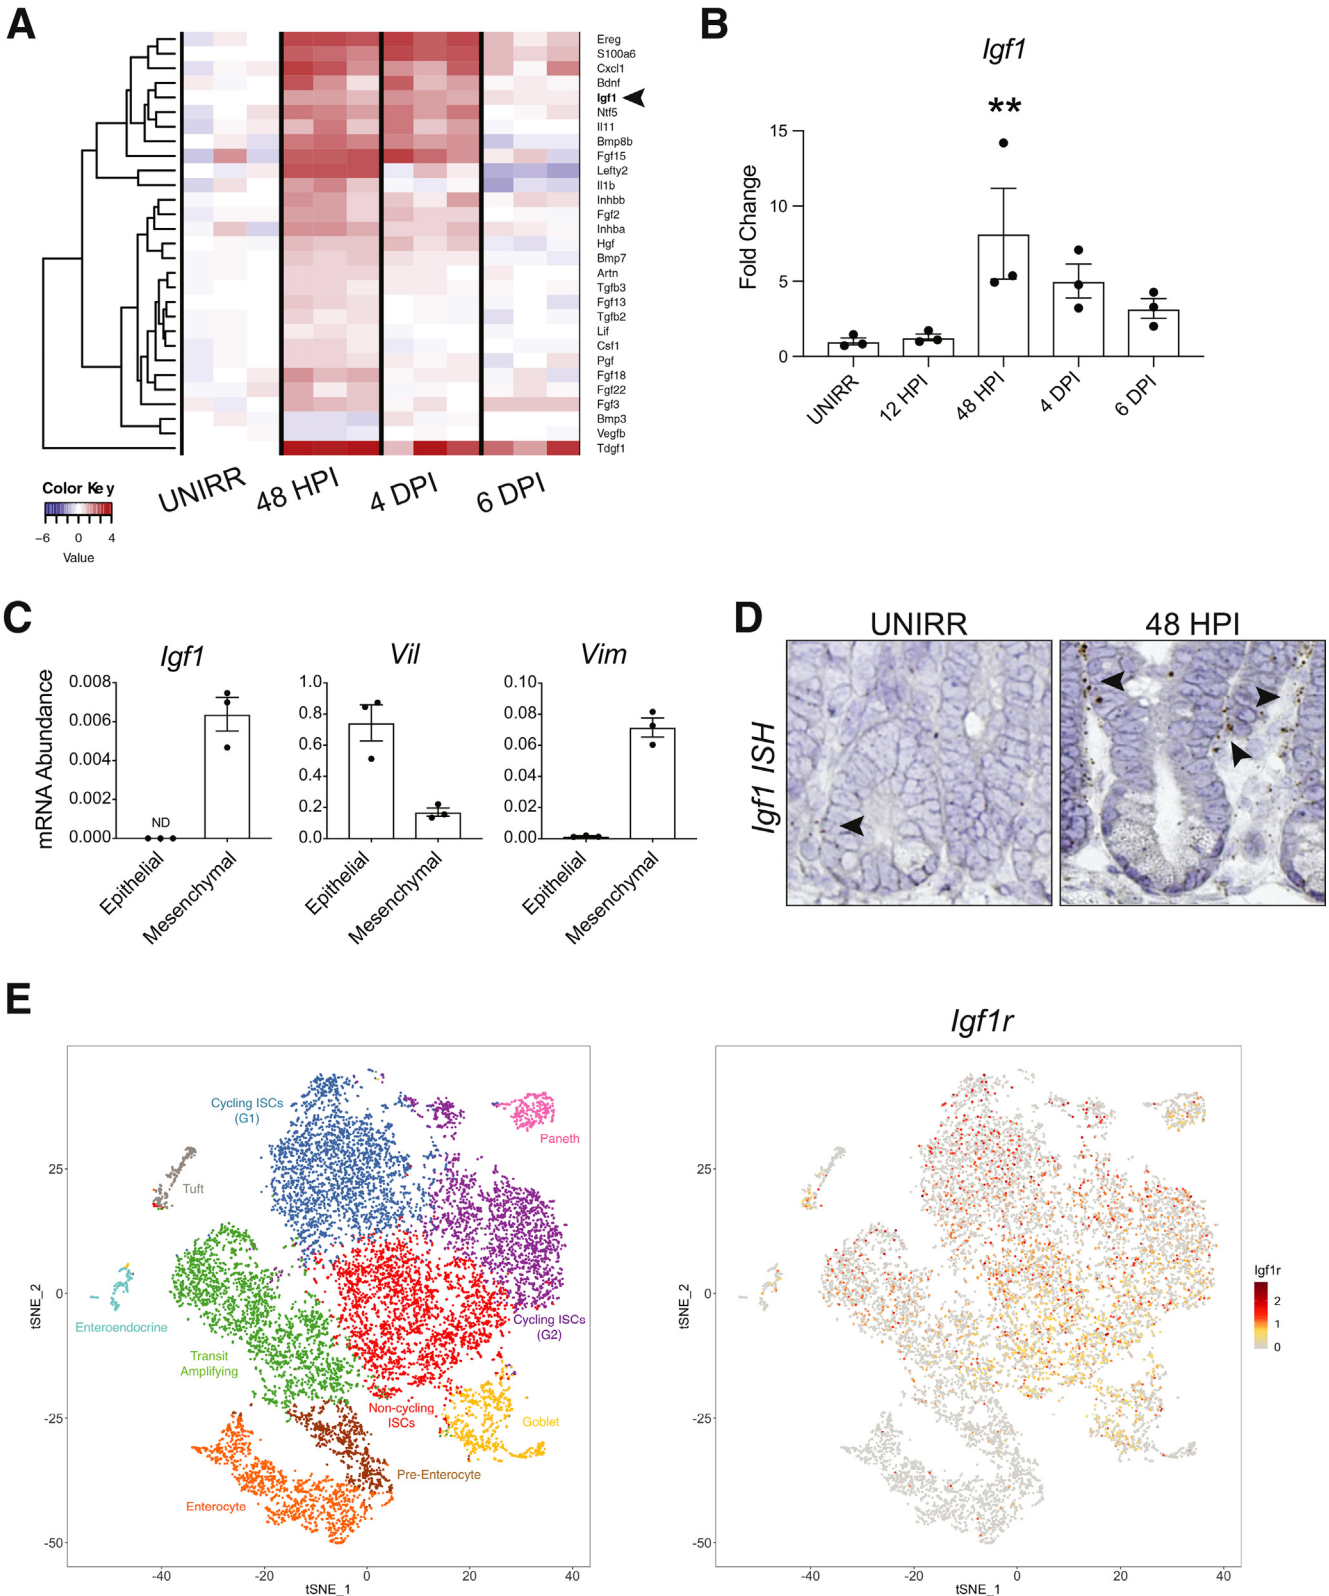 A
Ereg
S100a6
Cxcl1
Bdnf
Igf1
Ntf5
Il11
Bmp8b
Fgf15
Lefty2
Il1b
Inhbb
Fgf2
Inhba
Hgf
Bmp7
Artn
Tgfb3
Fgf13
Tgfb2
Lif
Csf1
Pgf
Fgf18
Fgf22
Fgf3
Bmp3
Vegfb
Tdgf1
UNIRR
48 HPI
4 DPI
6 DPI
Color Key
-6 0 4
Value
B
Igf1
**
Fold Change
15
10
5
0
UNIRR
12 HPI
48 HPI
4 DPI
6 DPI
C
mRNA Abundance
Igf1
0.008
0.006
0.004
0.002
0.000
ND
Epithelial
Mesenchymal
Vil
1.0
0.8
0.6
0.4
0.2
0.0
Epithelial
Mesenchymal
Vim
0.10
0.08
0.06
0.04
0.02
0.00
Epithelial
Mesenchymal
D
UNIRR
48 HPI
Igf1 ISH
E
Cycling ISCs
(G1)
Paneth
Tuft
Enteroendocrine
Cycling ISCs
(G2)
Transit
Amplifying
Non-cycling
ISCs
Goblet
Pre-Enterocyte
Enterocyte
tSNE_2
25
0
-25
-50
-40 -20 0 20 40
tSNE_1
Igf1r
tSNE_2
25
0
-25
-50
-40 -20 0 20 40
tSNE_1
Igf1r
2
1
0